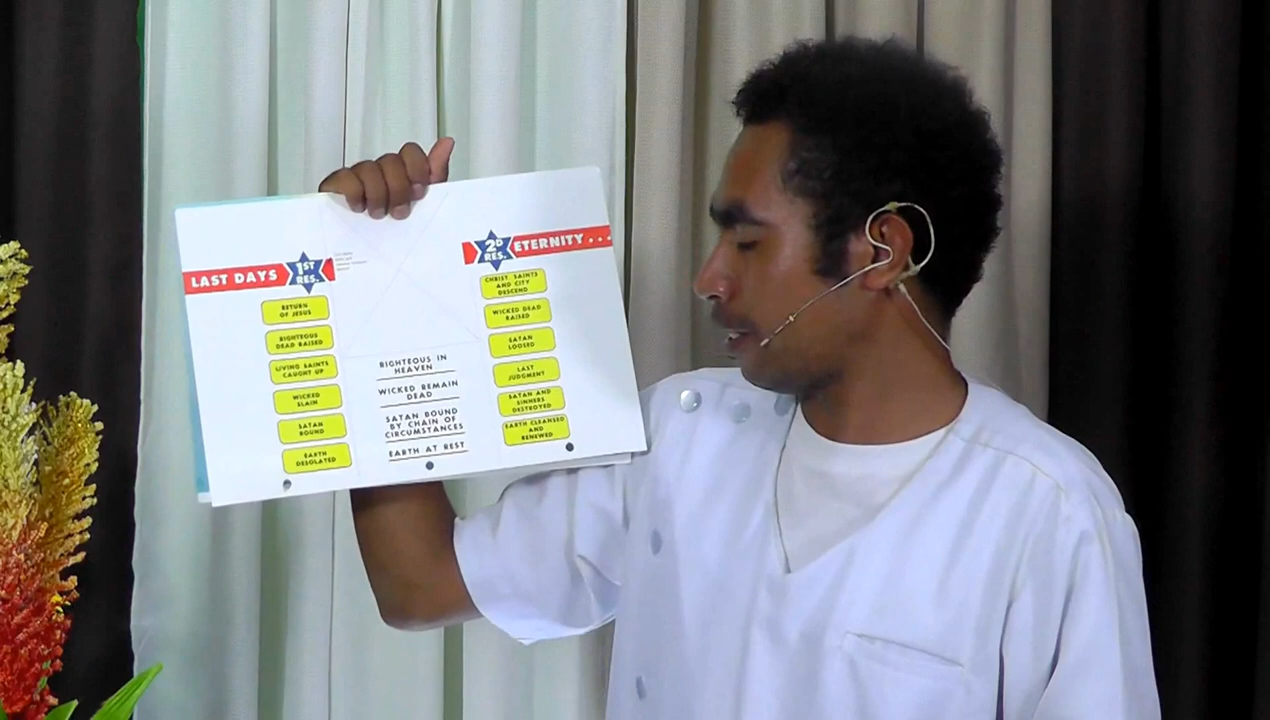 LAST DAYS
1ST
RES.
RETURN
OF JESUS
RIGHTEOUS
DEAD RAISED
LIVING SAINTS
CAUGHT UP
WICKED
SLAIN
SATAN
BOUND
EARTH
DESOLATED
RIGHTEOUS IN
HEAVEN
WICKED REMAIN
DEAD
SATAN BOUND
BY CHAIN OF
CIRCUMSTANCES
EARTH AT REST
2D
RES.
ETERNITY...
CHRIST, SAINTS
AND CITY
DESCEND
WICKED DEAD
RAISED
SATAN
LOOSED
LAST
JUDGMENT
SATAN AND
SINNERS
DESTROYED
EARTH CLEANSED
AND
RENEWED